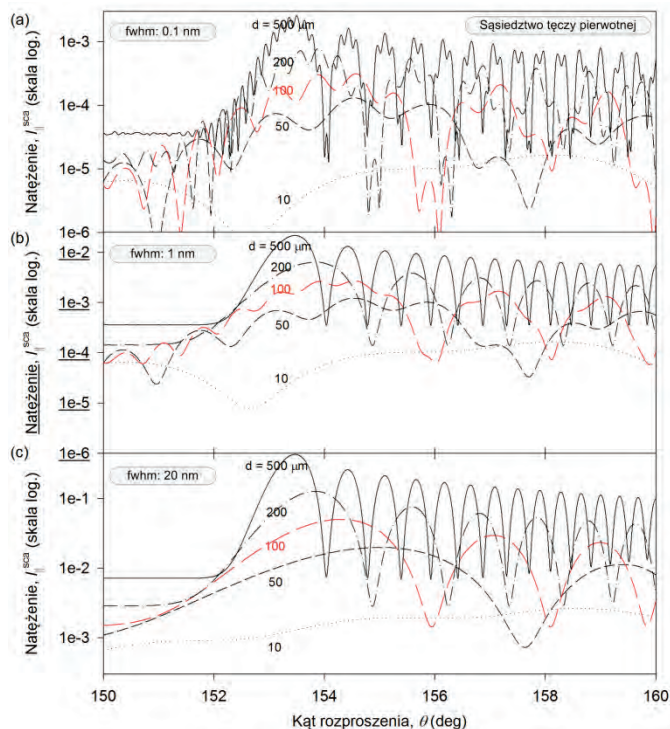 (a)
fwhm: 0.1 nm
d = 500 µm
Sąsiedztwo tęczy pierwotnej
200
100
50
10
1e-3
1e-4
1e-5
1e-6
Natężenie, I∥^sca (skala log.)
(b)
fwhm: 1 nm
d = 500 µm
200
100
50
10
1e-2
1e-3
1e-4
1e-5
1e-6
Natężenie, I∥^sca (skala log.)
(c)
fwhm: 20 nm
d = 500 µm
200
100
50
10
1e-1
1e-2
1e-3
Natężenie, I∥^sca (skala log.)
150 152 154 156 158 160
Kąt rozproszenia, θ (deg)